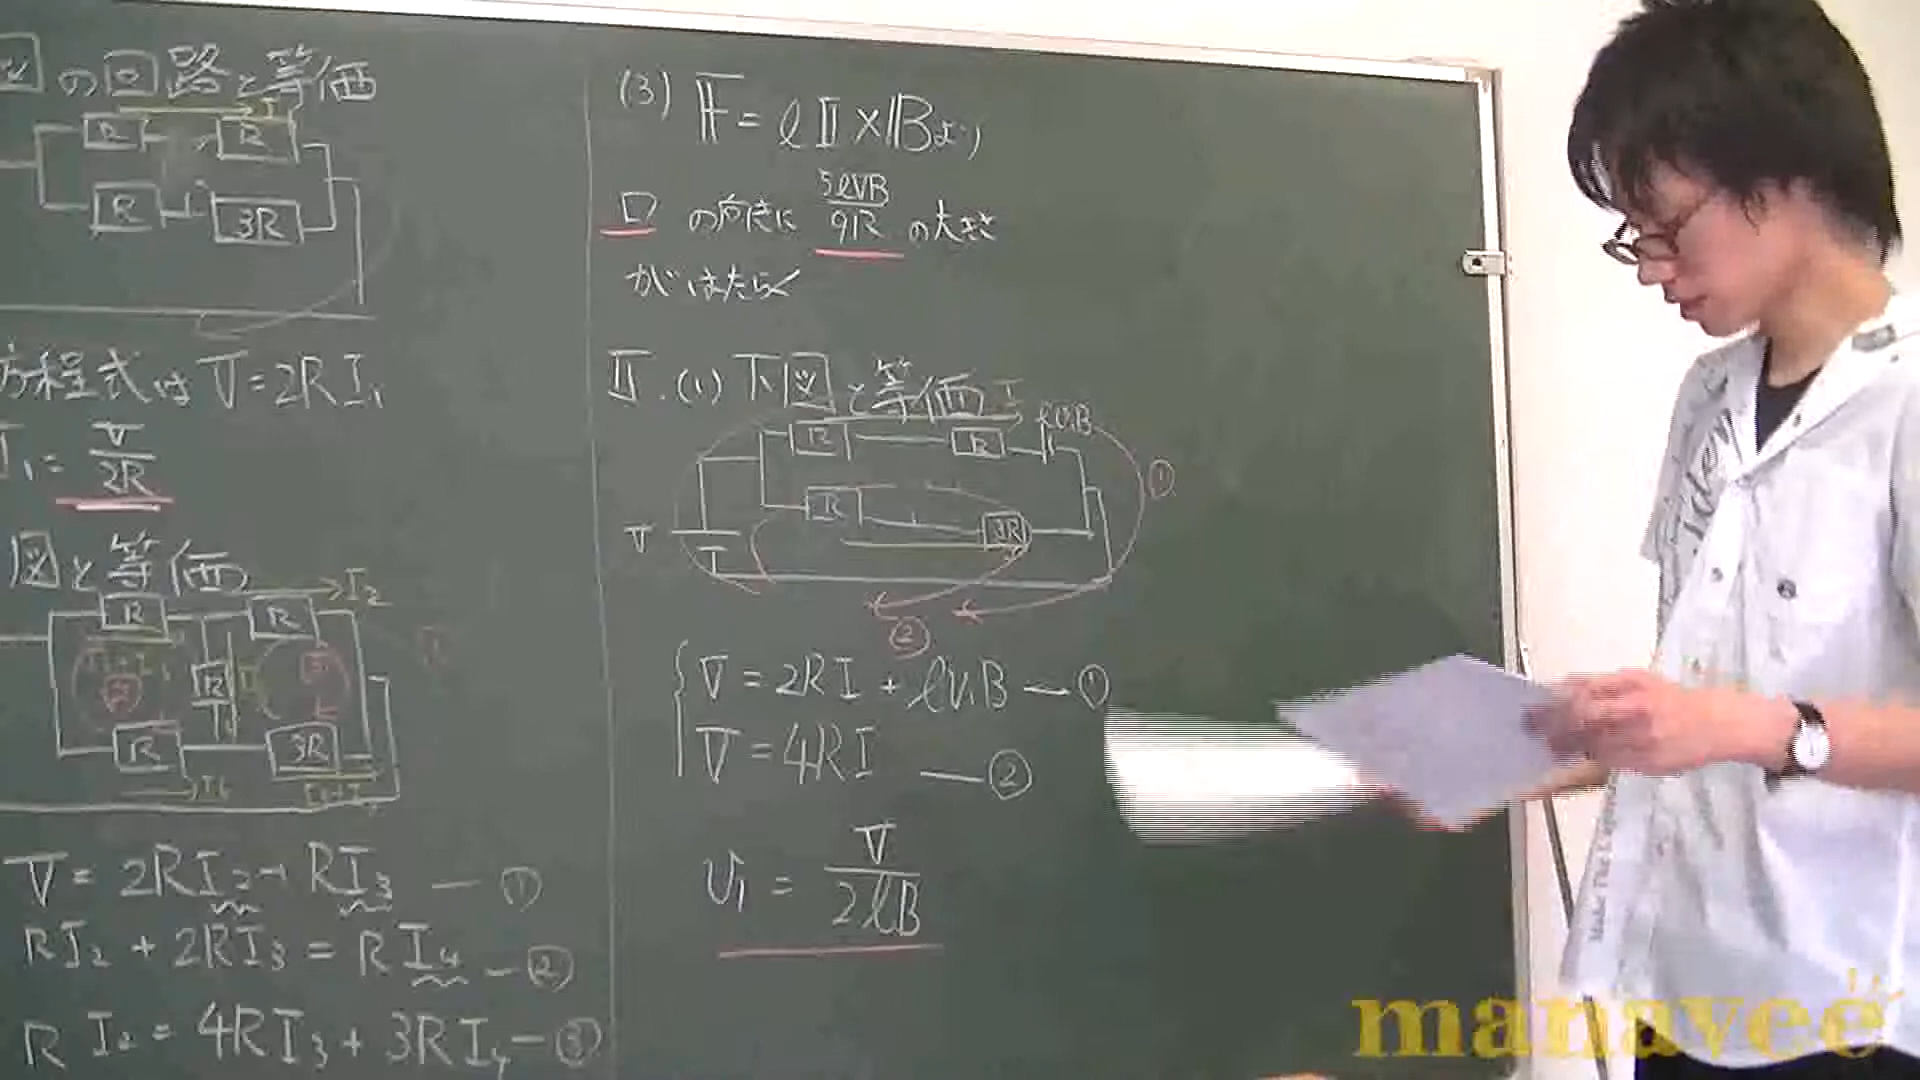 図の回路と等価
I
R
R
R
3R
方程式は V=2RI₁
I₁= V/2R
図と等価
I₂
R
R
R
R
3R
V = 2RI₂ - RI₃ — ①
RI₂ + 2RI₃ = RI₄ — ②
RI₂ = 4RI₃ + 3RI₄ — ③
(3) F = lI×Bより
ロ の向きに 5lVB/9R の大きさ
がはたらく
II. (1) 下図と等価
I
lv₁B
R
R
①
R
3R
V
②
V = 2RI + lv₁B — ①
V = 4RI — ②
v₁ = V/2lB
manavee